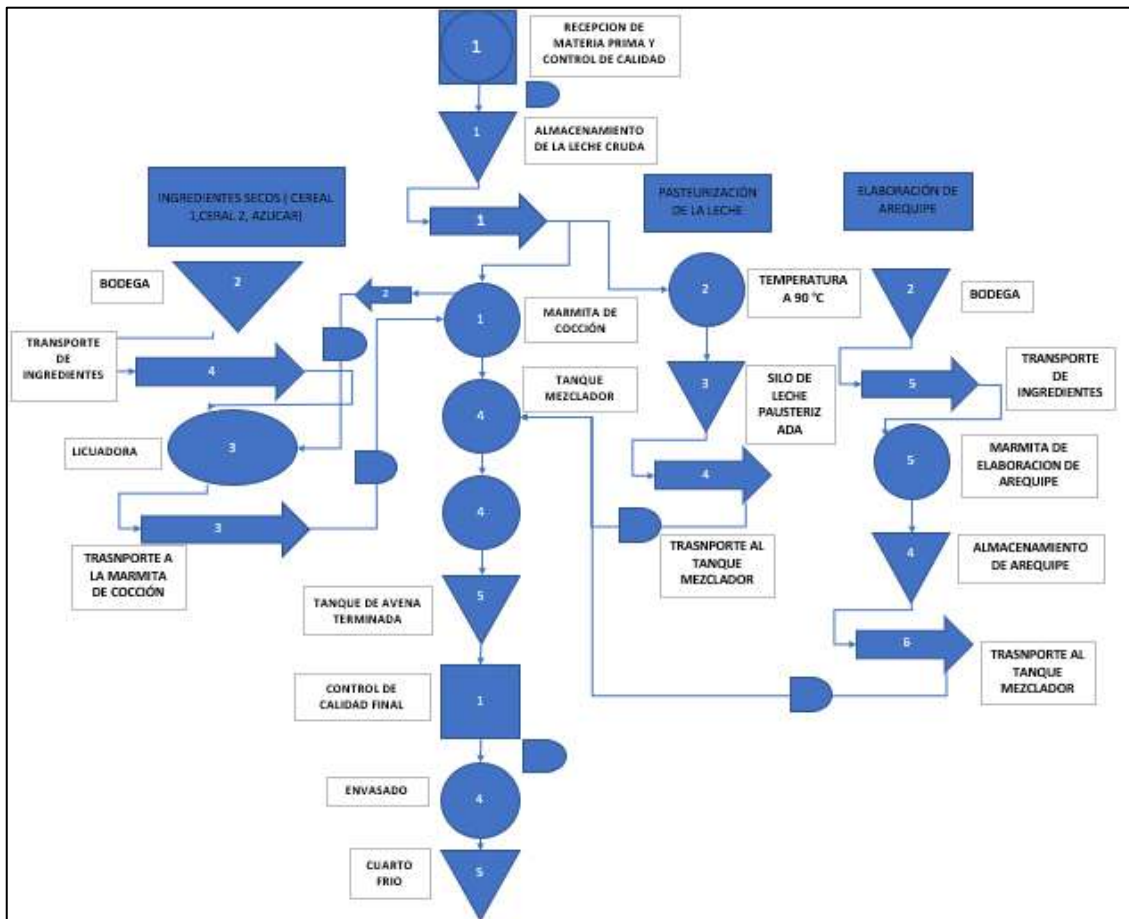 1
RECEPCION DE
MATERIA PRIMA Y
CONTROL DE CALIDAD
1
ALMACENAMIENTO
DE LA LECHE CRUDA
INGREDIENTES SECOS ( CEREAL
1,CERAL 2, AZUCAR)
1
PASTEURIZACIÓN
DE LA LECHE
ELABORACIÓN DE
AREQUIPE
BODEGA
2
2
1
MARMITA DE
COCCIÓN
2
TEMPERATURA
A 90 °C
2
BODEGA
TRANSPORTE
DE
INGREDIENTES
4
4
TANQUE
MEZCLADOR
3
SILO DE
LECHE
PAUSTERIZ
ADA
5
TRANSPORTE
DE
INGREDIENTES
LICUADORA
3
4
5
MARMITA DE
ELABORACION DE
AREQUIPE
3
TRASNPORTE A
LA MARMITA
DE COCCIÓN
4
TRASNPORTE AL
TANQUE
MEZCLADOR
4
ALMACENAMIENTO
DE AREQUIPE
TANQUE DE AVENA
TERMINADA
5
6
TRASNPORTE AL
TANQUE
MEZCLADOR
CONTROL DE
CALIDAD FINAL
1
ENVASADO
4
CUARTO
FRIO
5